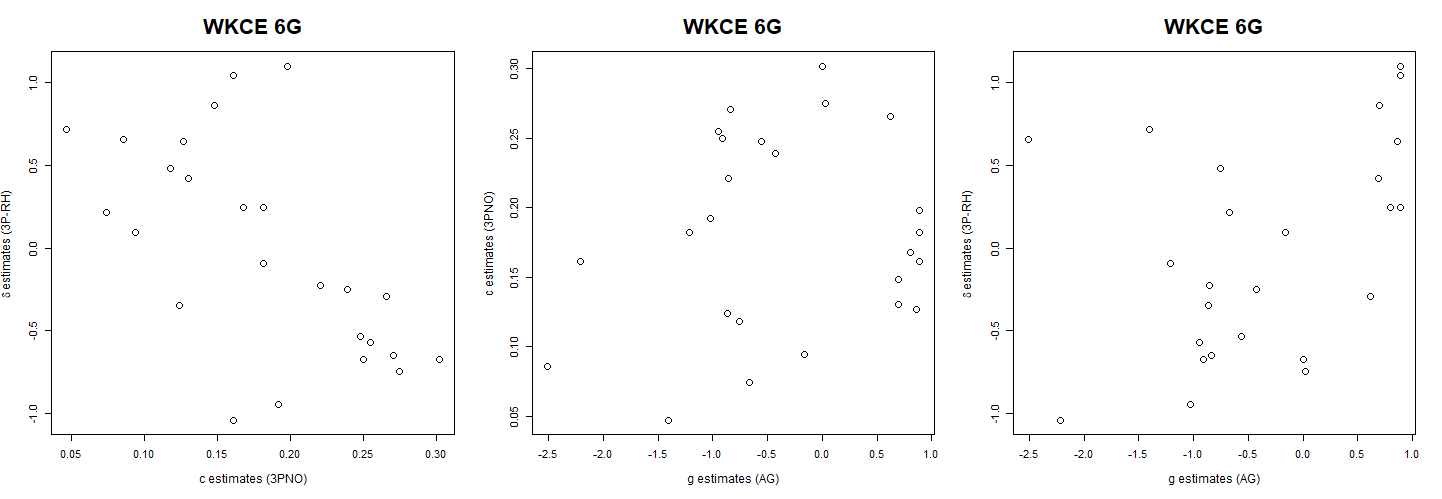 WKCE 6G
δ estimates (3P-RH)
1.0
0.5
0.0
-0.5
-1.0
0.05 0.10 0.15 0.20 0.25 0.30
c estimates (3PNO)
WKCE 6G
c estimates (3PNO)
0.30
0.25
0.20
0.15
0.10
0.05
-2.5 -2.0 -1.5 -1.0 -0.5 0.0 0.5 1.0
g estimates (AG)
WKCE 6G
δ estimates (3P-RH)
1.0
0.5
0.0
-0.5
-1.0
-2.5 -2.0 -1.5 -1.0 -0.5 0.0 0.5 1.0
g estimates (AG)